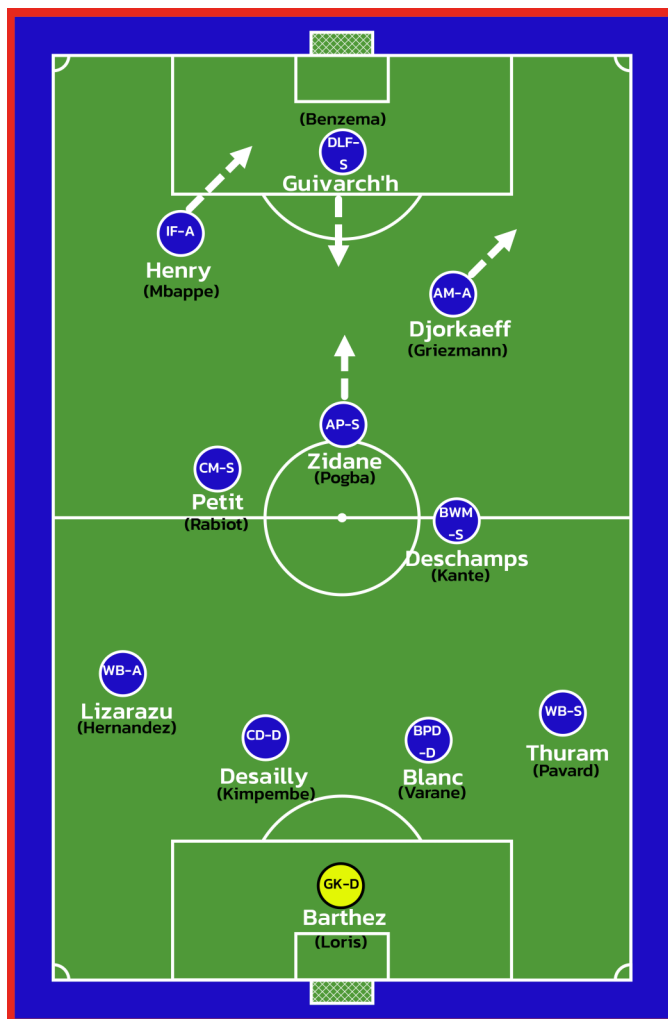 (Benzema)
DLF-
S
Guivarch'h
IF-A
Henry
(Mbappe)
AM-A
Djorkaeff
(Griezmann)
AP-S
Zidane
(Pogba)
CM-S
Petit
(Rabiot)
BWM
-S
Deschamps
(Kante)
WB-A
Lizarazu
(Hernandez)
WB-S
Thuram
(Pavard)
CD-D
Desailly
(Kimpembe)
BPD
-D
Blanc
(Varane)
GK-D
Barthez
(Loris)